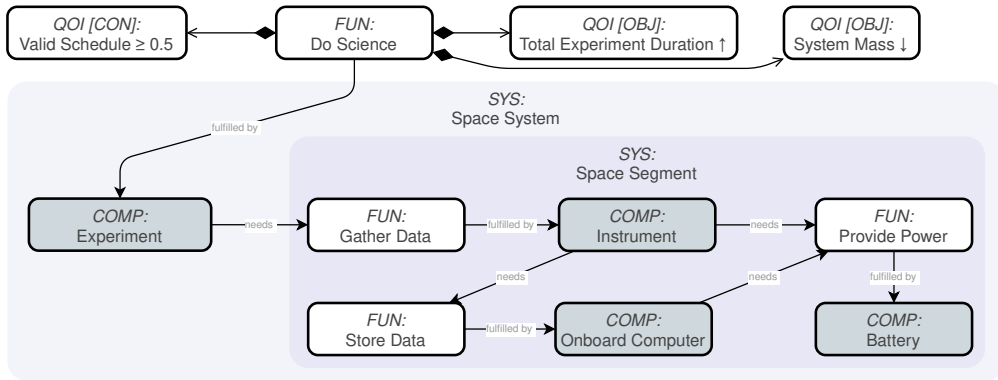 QOI [CON]:
Valid Schedule ≥ 0.5
FUN:
Do Science
QOI [OBJ]:
Total Experiment Duration ↑
QOI [OBJ]:
System Mass ↓
SYS:
Space System
fulfilled by
SYS:
Space Segment
COMP:
Experiment
needs
FUN:
Gather Data
fulfilled by
COMP:
Instrument
needs
FUN:
Provide Power
needs
needs
fulfilled by
FUN:
Store Data
fulfilled by
COMP:
Onboard Computer
COMP:
Battery